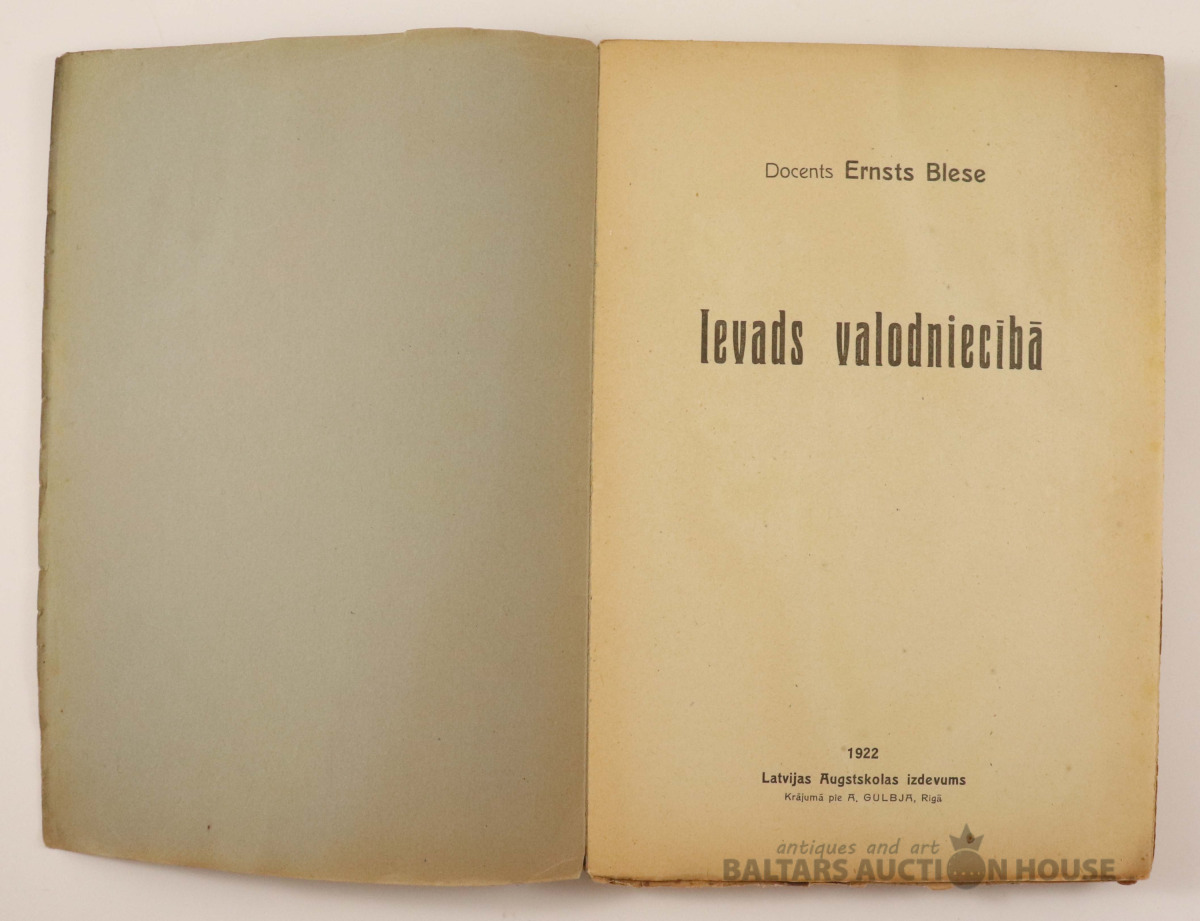 Docents Ernsts Blese
Ievads valodniecībā
1922
Latvijas Augstskolas izdevums
Krājumā pie A. GULBJA, Rīgā
antiques and art
BALTARS AUCTION HOUSE